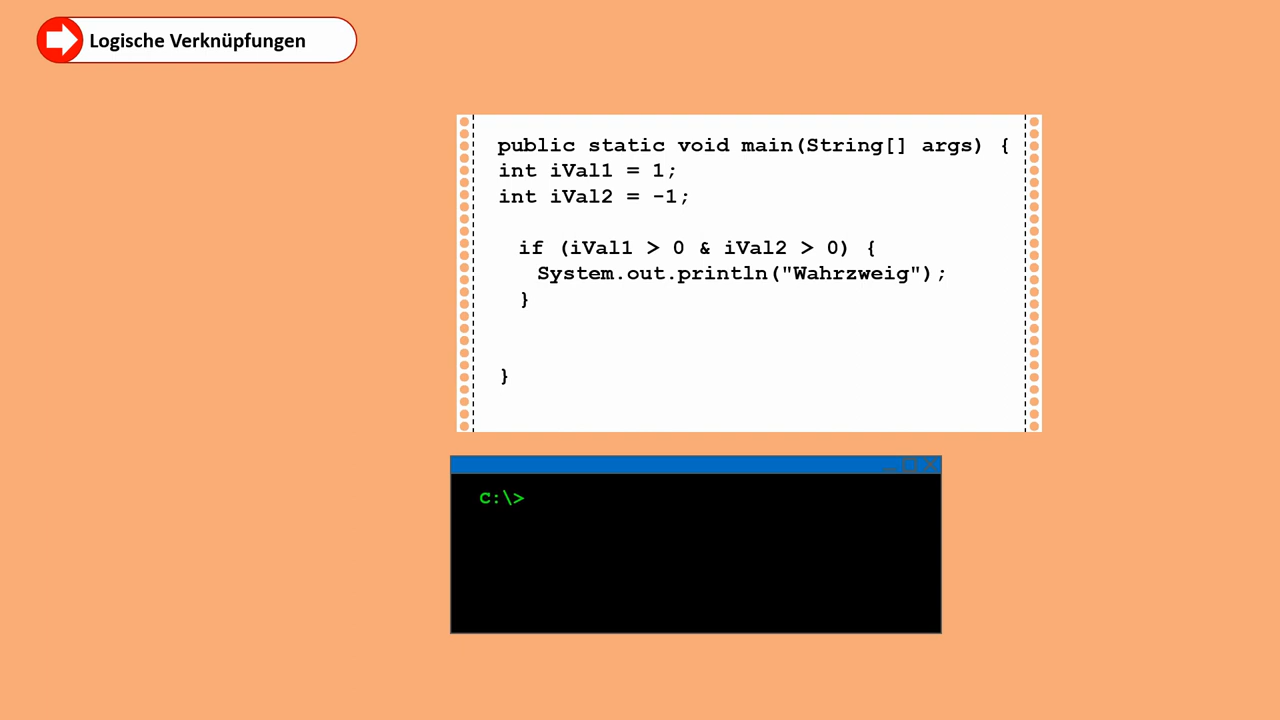 Logische Verknüpfungen
public static void main(String[] args) {
int iVal1 = 1;
int iVal2 = -1;
if (iVal1 > 0 & iVal2 > 0) {
System.out.println("Wahrzweig");
}
}
C:\>